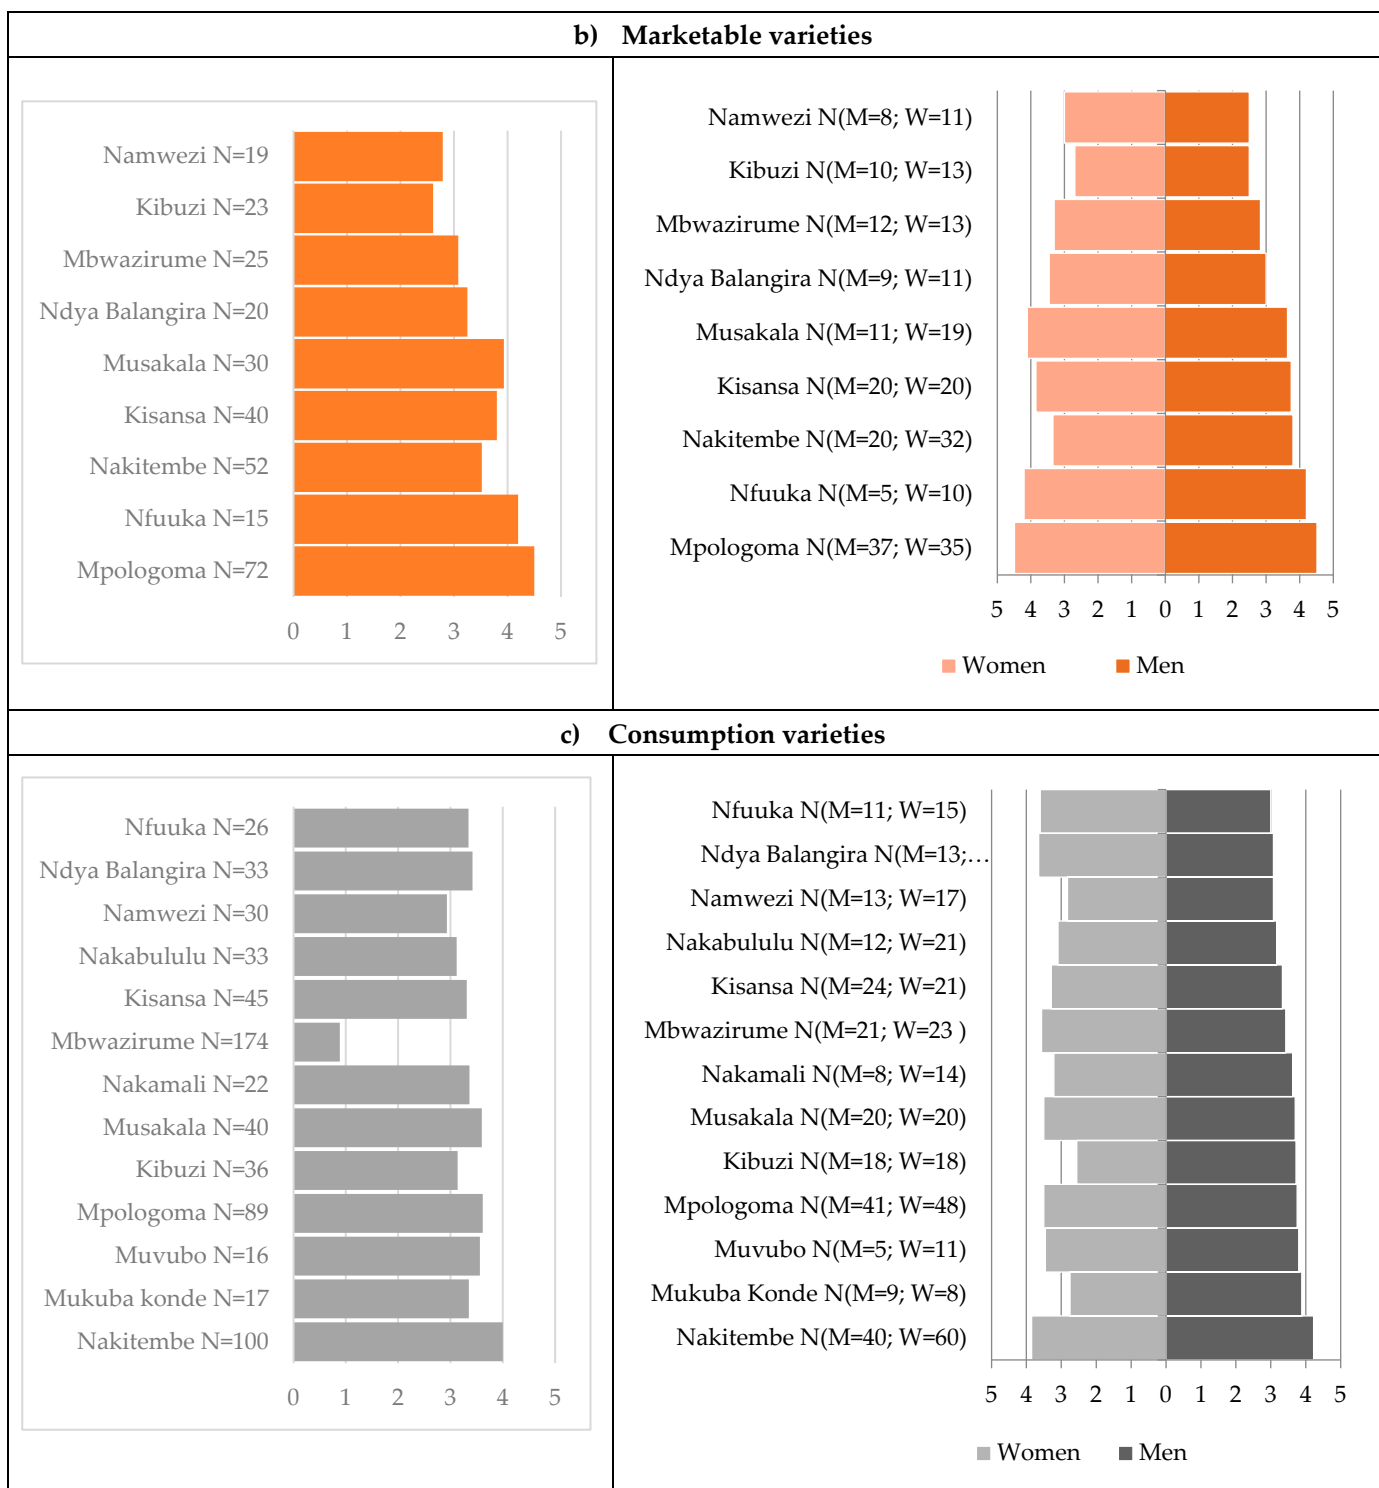 b) Marketable varieties
Namwezi N=19
Kibuzi N=23
Mbwazirume N=25
Ndya Balangira N=20
Musakala N=30
Kisansa N=40
Nakitembe N=52
Nfuuka N=15
Mpologoma N=72
0 1 2 3 4 5
Namwezi N(M=8; W=11)
Kibuzi N(M=10; W=13)
Mbwazirume N(M=12; W=13)
Ndya Balangira N(M=9; W=11)
Musakala N(M=11; W=19)
Kisansa N(M=20; W=20)
Nakitembe N(M=20; W=32)
Nfuuka N(M=5; W=10)
Mpologoma N(M=37; W=35)
5 4 3 2 1 0 1 2 3 4 5
Women Men
c) Consumption varieties
Nfuuka N=26
Ndya Balangira N=33
Namwezi N=30
Nakabululu N=33
Kisansa N=45
Mbwazirume N=174
Nakamali N=22
Musakala N=40
Kibuzi N=36
Mpologoma N=89
Muvubo N=16
Mukuba konde N=17
Nakitembe N=100
0 1 2 3 4 5
Nfuuka N(M=11; W=15)
Ndya Balangira N(M=13;…
Namwezi N(M=13; W=17)
Nakabululu N(M=12; W=21)
Kisansa N(M=24; W=21)
Mbwazirume N(M=21; W=23 )
Nakamali N(M=8; W=14)
Musakala N(M=20; W=20)
Kibuzi N(M=18; W=18)
Mpologoma N(M=41; W=48)
Muvubo N(M=5; W=11)
Mukuba Konde N(M=9; W=8)
Nakitembe N(M=40; W=60)
5 4 3 2 1 0 1 2 3 4 5
Women Men